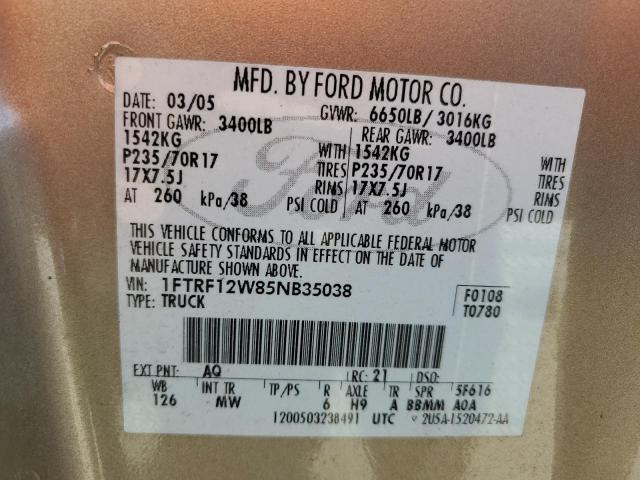 MFD. BY FORD MOTOR CO.
DATE: 03/05 GVWR: 6650LB/ 3016KG
FRONT GAWR: 3400LB REAR GAWR: 3400LB
1542KG WITH 1542KG WITH
P235/70R17 TIRES P235/70R17 TIRES
17X7.5J RIMS 17X7.5J RIMS
AT 260 kPa/38 PSI COLD AT 260 kPa/38 PSI COLD
Ford
THIS VEHICLE CONFORMS TO ALL APPLICABLE FEDERAL MOTOR
VEHICLE SAFETY STANDARDS IN EFFECT ON THE DATE OF
MANUFACTURE SHOWN ABOVE.
VIN: 1FTRF12W85NB35038 F0108
TYPE: TRUCK T0780
EXT PNT: AQ RC: 21 DSO:
WB INT TR TP/PS R AXLE TR SPR 5F616
126 MW 6 H9 A BBMM A0A
1200503238491 UTC 2U5A-1520472-AA